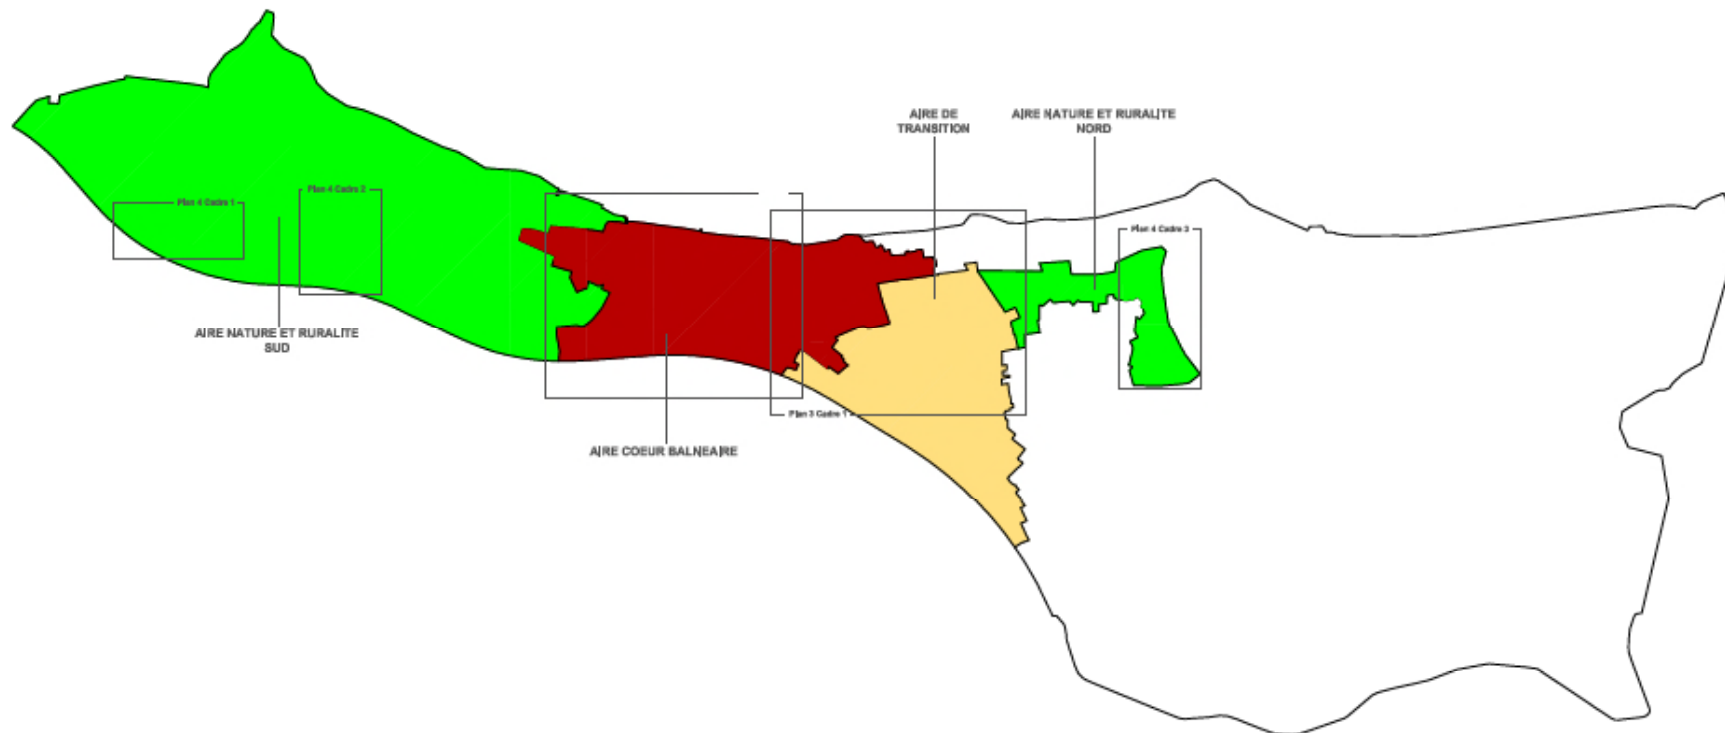 AIRE DE
TRANSITION
AIRE NATURE ET RURALITE
NORD
Plan 4 Cadre 1
Plan 4 Cadre 2
Plan 4 Cadre 3
AIRE NATURE ET RURALITE
SUD
Plan 3 Cadre 1
AIRE COEUR BALNEAIRE